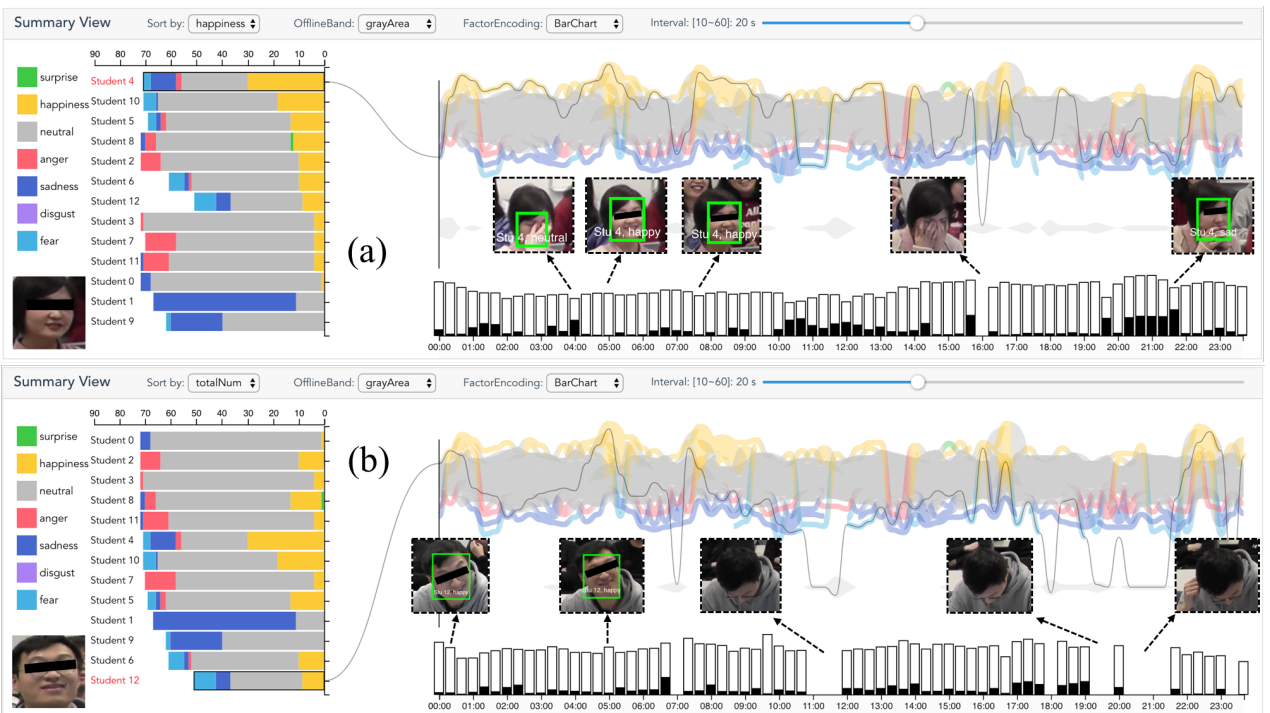 Summary View Sort by: happiness OfflineBand: grayArea FactorEncoding: BarChart Interval: [10~60]: 20 s
90 80 70 60 50 40 30 20 10 0
surprise
happiness
neutral
anger
sadness
disgust
fear
Student 4
Student 10
Student 5
Student 8
Student 2
Student 6
Student 12
Student 3
Student 7
Student 11
Student 0
Student 1
Student 9
(a)
Stu 4, neutral
Stu 4, happy
Stu 4, happy
Stu 4, sad
00:00 01:00 02:00 03:00 04:00 05:00 06:00 07:00 08:00 09:00 10:00 11:00 12:00 13:00 14:00 15:00 16:00 17:00 18:00 19:00 20:00 21:00 22:00 23:00
Summary View Sort by: totalNum OfflineBand: grayArea FactorEncoding: BarChart Interval: [10~60]: 20 s
90 80 70 60 50 40 30 20 10 0
surprise
happiness
neutral
anger
sadness
disgust
fear
Student 0
Student 2
Student 3
Student 8
Student 11
Student 4
Student 10
Student 7
Student 5
Student 1
Student 9
Student 6
Student 12
(b)
Stu 12, happy
Stu 12, happy
00:00 01:00 02:00 03:00 04:00 05:00 06:00 07:00 08:00 09:00 10:00 11:00 12:00 13:00 14:00 15:00 16:00 17:00 18:00 19:00 20:00 21:00 22:00 23:00